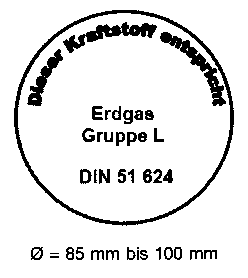 Dieser Kraftstoff entspricht
Erdgas
Gruppe L
DIN 51 624
Ø = 85 mm bis 100 mm